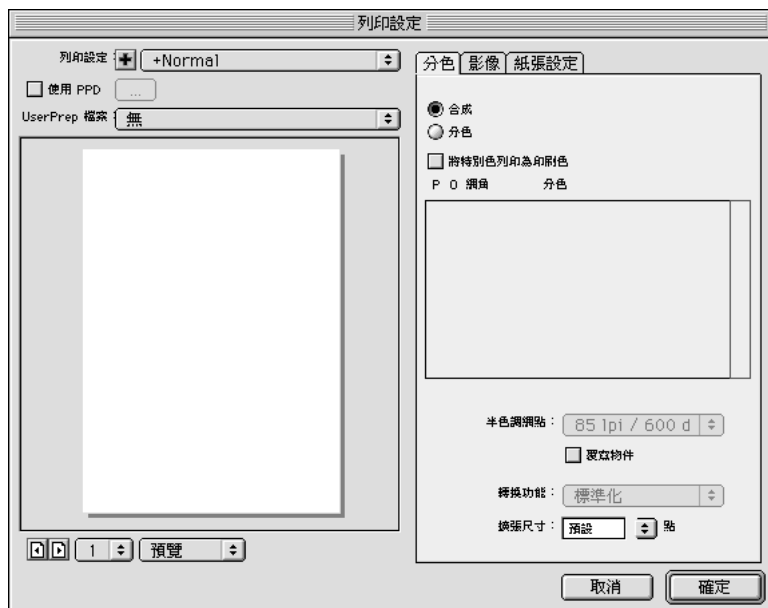 列印設定
列印設定： +Normal
使用 PPD ...
UserPrep 檔案： 無
1 預覽
分色 影像 紙張設定
合成
分色
將特別色列印為印刷色
P O 網角 分色
半色調網點： 85 lpi / 600 d
覆寫物件
轉換功能： 標準化
擴張尺寸： 預設 點
取消 確定